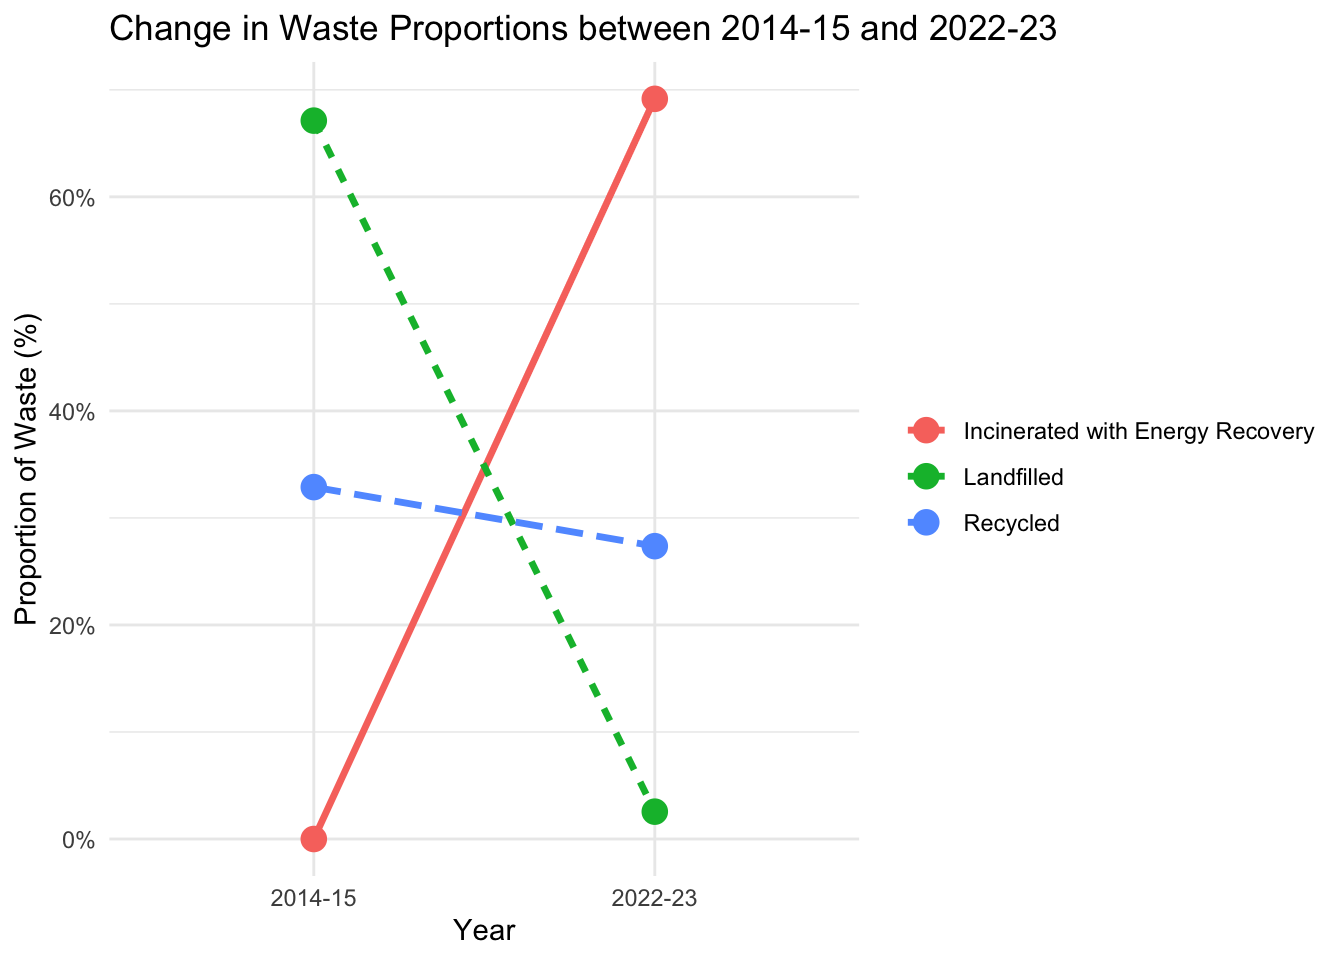 Change in Waste Proportions between 2014-15 and 2022-23
Proportion of Waste (%)
60%
40%
20%
0%
2014-15
2022-23
Year
Incinerated with Energy Recovery
Landfilled
Recycled